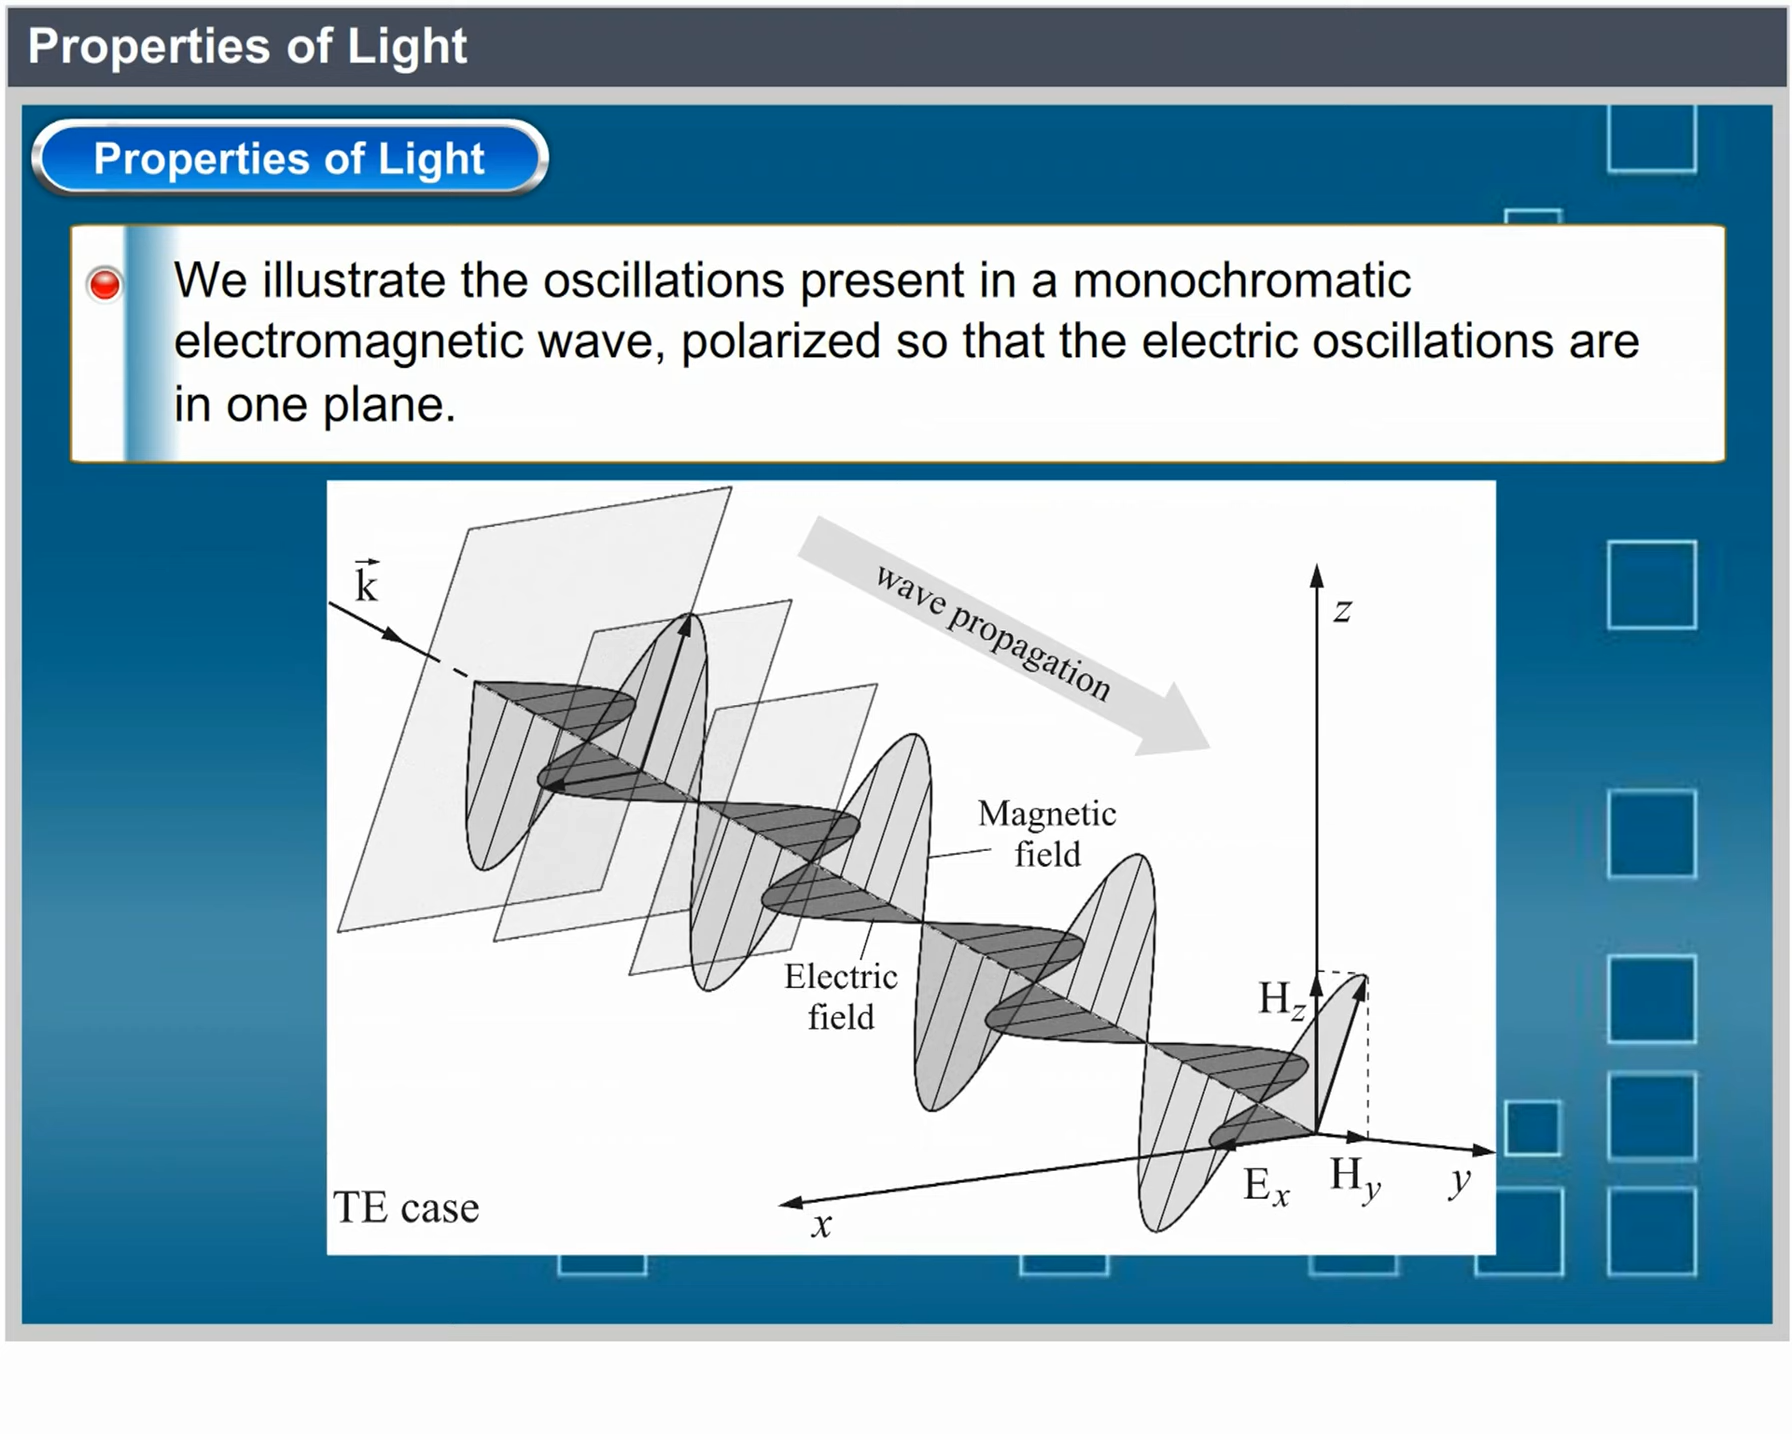 Properties of Light
Properties of Light
We illustrate the oscillations present in a monochromatic
electromagnetic wave, polarized so that the electric oscillations are
in one plane.
k⃗
wave propagation
z
Magnetic
field
Electric
field
H_z
E_x
H_y
y
x
TE case